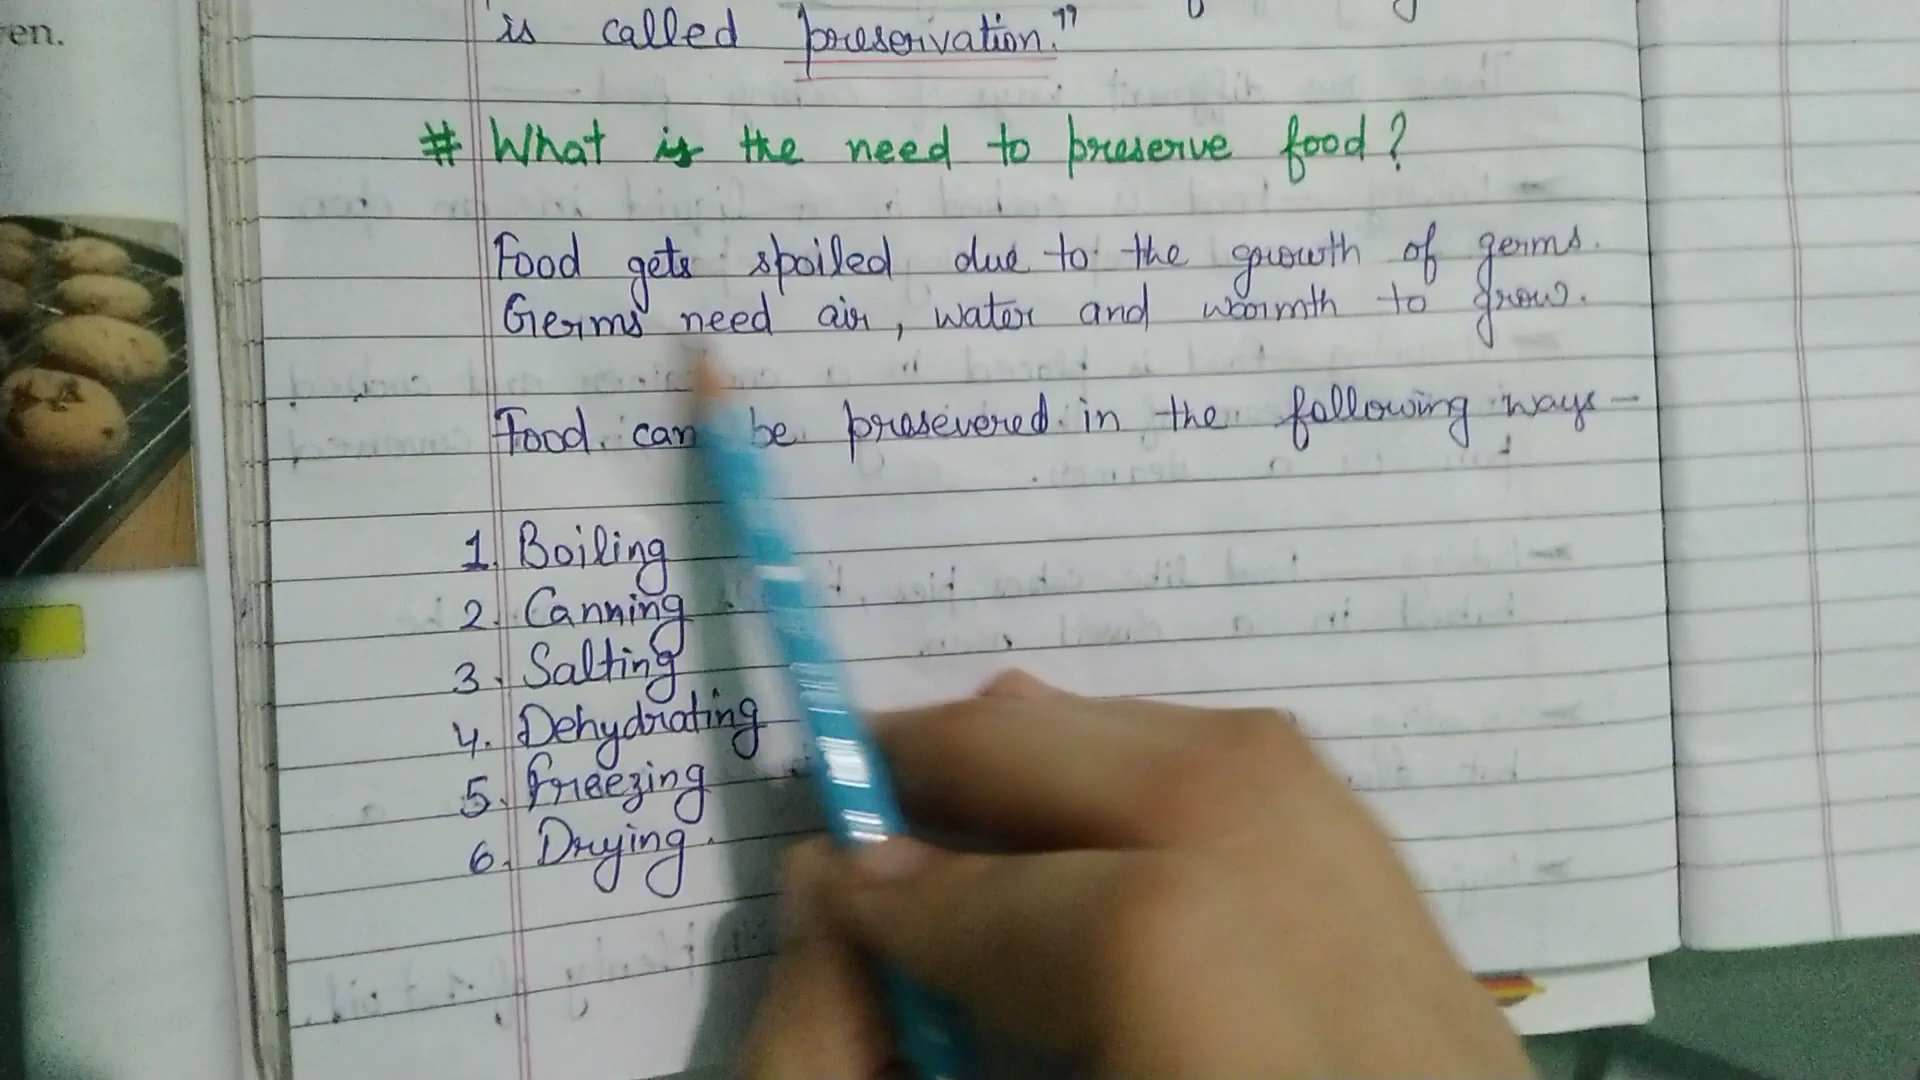 en.
is called preservation."
# What is the need to preserve food?
Food gets spoiled due to the growth of germs.
Germs need air, water and warmth to grow.
Food can be presevered in the following ways -
1. Boiling
2. Canning
3. Salting
4. Dehydrating
5. Freezing
6. Drying.